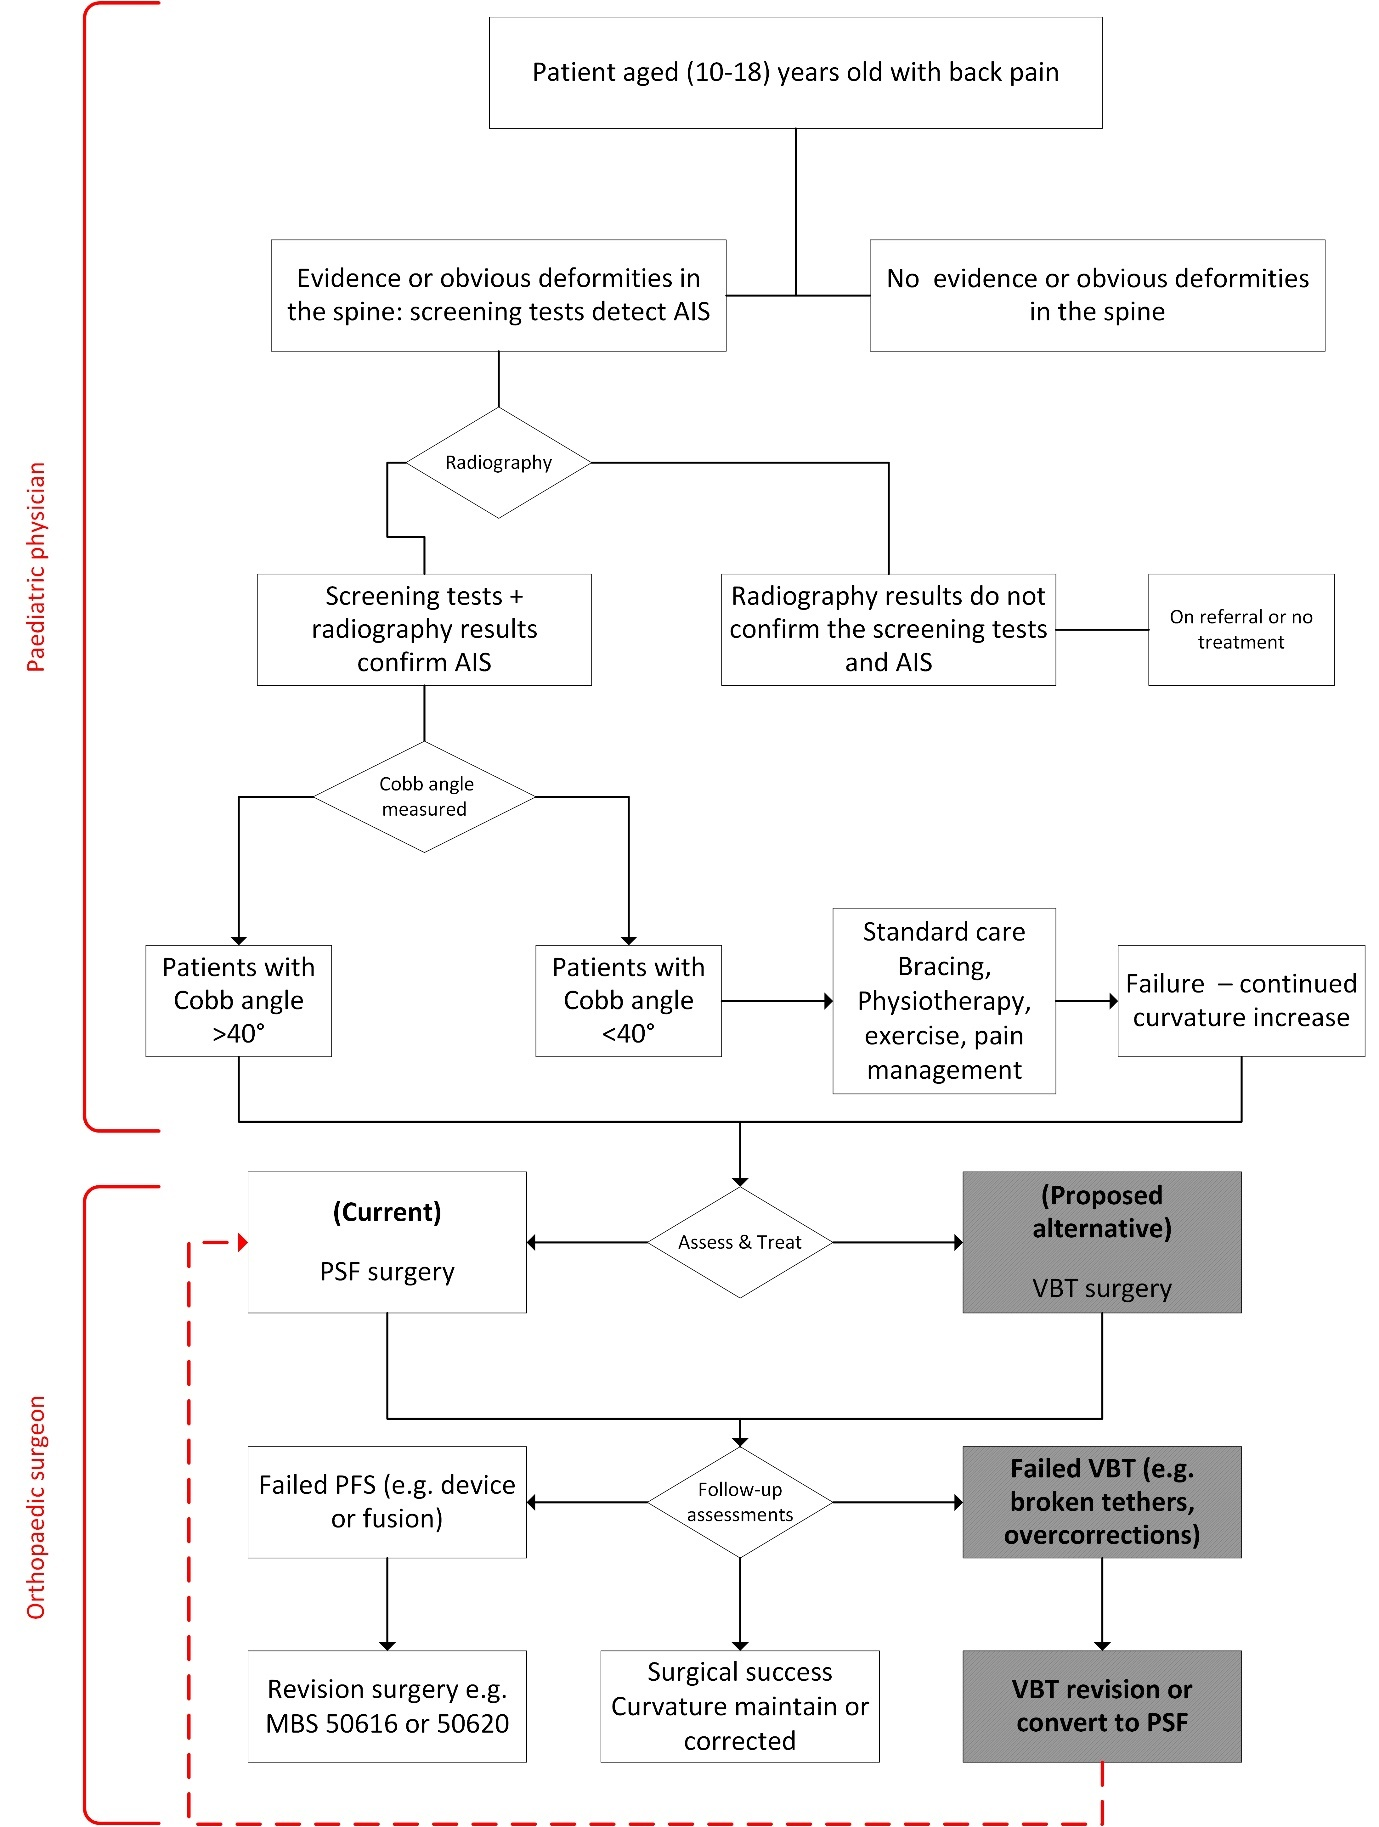 Patient aged (10-18) years old with back pain
Evidence or obvious deformities in
the spine: screening tests detect AIS
No evidence or obvious deformities
in the spine
Radiography
Paediatric physician
Screening tests +
radiography results
confirm AIS
Radiography results do not
confirm the screening tests
and AIS
On referral or no
treatment
Cobb angle
measured
Patients with
Cobb angle
>40°
Patients with
Cobb angle
<40°
Standard care
Bracing,
Physiotherapy,
exercise, pain
management
Failure – continued
curvature increase
(Current)
PSF surgery
Assess & Treat
(Proposed
alternative)
VBT surgery
Orthopaedic surgeon
Failed PFS (e.g. device
or fusion)
Follow-up
assessments
Failed VBT (e.g.
broken tethers,
overcorrections)
Revision surgery e.g.
MBS 50616 or 50620
Surgical success
Curvature maintain or
corrected
VBT revision or
convert to PSF